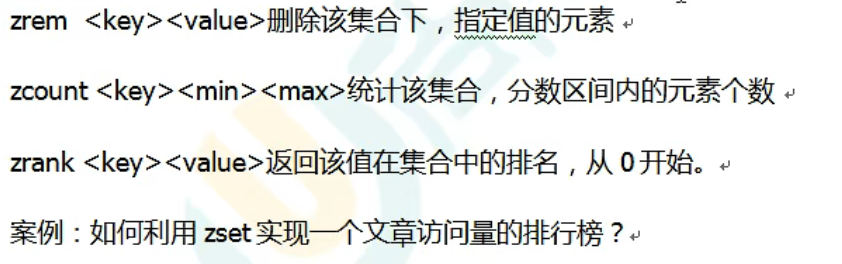 zrem  <key><value>删除该集合下，指定值的元素
zcount <key><min><max>统计该集合，分数区间内的元素个数
zrank <key><value>返回该值在集合中的排名，从 0 开始。
案例：如何利用 zset 实现一个文章访问量的排行榜？